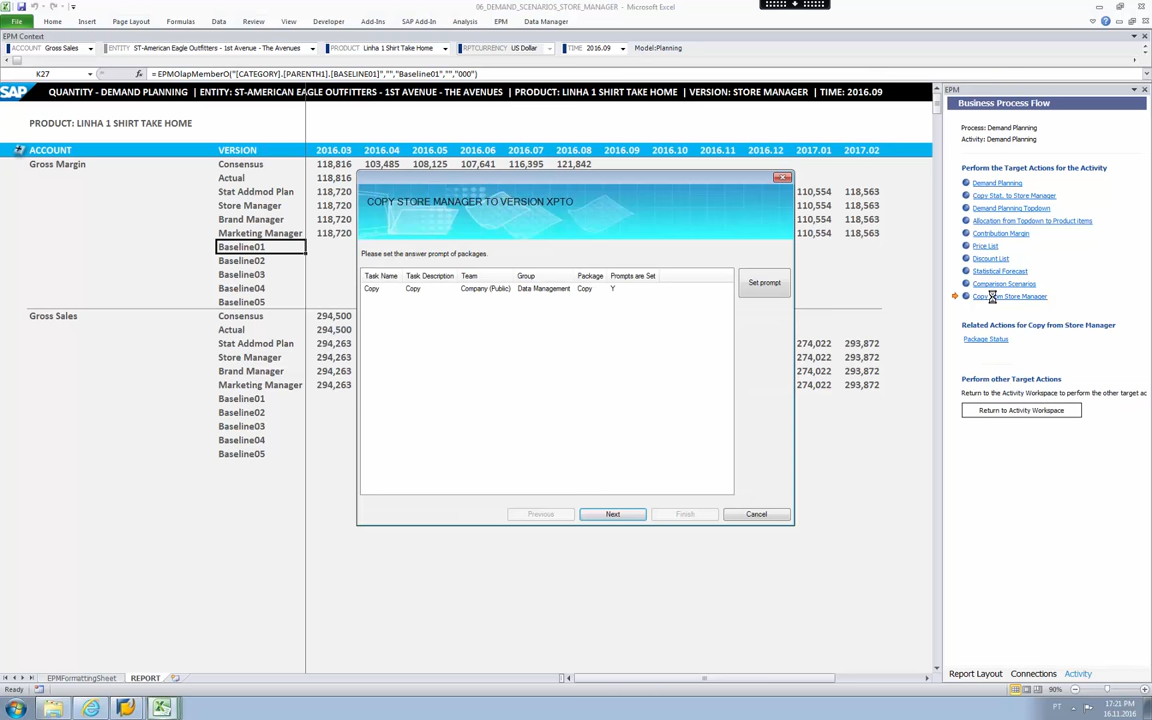 06_DEMAND_SCENARIOS_STORE_MANAGER - Microsoft Excel
File Home Insert Page Layout Formulas Data Review View Developer Add-Ins SAP Add-In Analysis EPM Data Manager
EPM Context
ACCOUNT Gross Sales ENTITY ST-American Eagle Outfitters - 1st Avenue - The Avenues PRODUCT Linha 1 Shirt Take Home RPTCURRENCY US Dollar TIME 2016.09 Model:Planning
K27 fx =EPMOlapMemberO("[CATEGORY].[PARENTH1].[BASELINE01]","","Baseline01","","000")
SAP QUANTITY - DEMAND PLANNING | ENTITY: ST-AMERICAN EAGLE OUTFITTERS - 1ST AVENUE - THE AVENUES | PRODUCT: LINHA 1 SHIRT TAKE HOME | VERSION: STORE MANAGER | TIME: 2016.09
PRODUCT: LINHA 1 SHIRT TAKE HOME
ACCOUNT VERSION 2016.03 2016.04 2016.05 2016.06 2016.07 2016.08 2016.09 2016.10 2016.11 2016.12 2017.01 2017.02
Gross Margin Consensus 118,816 103,485 108,125 107,641 116,395 121,842
Actual 118,816
Stat Addmod Plan 118,720 110,554 118,563
Store Manager 118,720 110,554 118,563
Brand Manager 118,720 110,554 118,563
Marketing Manager 118,720 110,554 118,563
Baseline01
Baseline02
Baseline03
Baseline04
Baseline05
Gross Sales Consensus 294,500
Actual 294,500
Stat Addmod Plan 294,263 274,022 293,872
Store Manager 294,263 274,022 293,872
Brand Manager 294,263 274,022 293,872
Marketing Manager 294,263 274,022 293,872
Baseline01
Baseline02
Baseline03
Baseline04
Baseline05
COPY STORE MANAGER TO VERSION XPTO
Please set the answer prompt of packages.
Task Name Task Description Team Group Package Prompts are Set
Copy Copy Company (Public) Data Management Copy Y
Set prompt
Previous Next Finish Cancel
EPM
Business Process Flow
Process: Demand Planning
Activity: Demand Planning
Perform the Target Actions for the Activity
Demand Planning
Copy Stat. to Store Manager
Demand Planning Topdown
Allocation from Topdown to Product items
Contribution Margin
Price List
Discount List
Statistical Forecast
Comparison Scenarios
Copy from Store Manager
Related Actions for Copy from Store Manager
Package Status
Perform other Target Actions
Return to the Activity Workspace to perform the other target ac
Return to Activity Workspace
Report Layout Connections Activity
EPMFormattingSheet REPORT
Ready 90%
PT 17:21 PM
16.11.2016